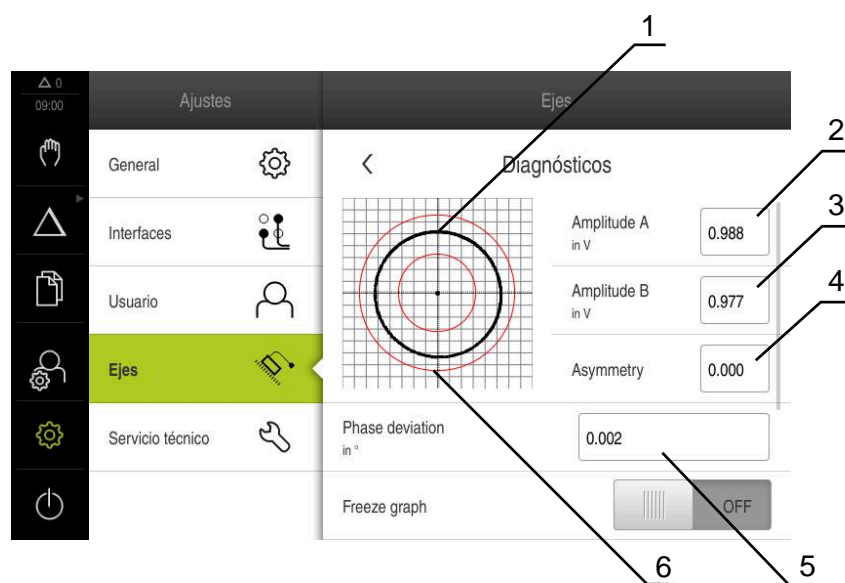 1
△ 0
09:00
Ajustes
Ejes
General
Diagnósticos
2
Amplitude A
in V
0.988
Interfaces
3
Amplitude B
in V
0.977
Usuario
4
Ejes
Asymmetry
0.000
Servicio técnico
Phase deviation
in °
0.002
Freeze graph
OFF
6
5